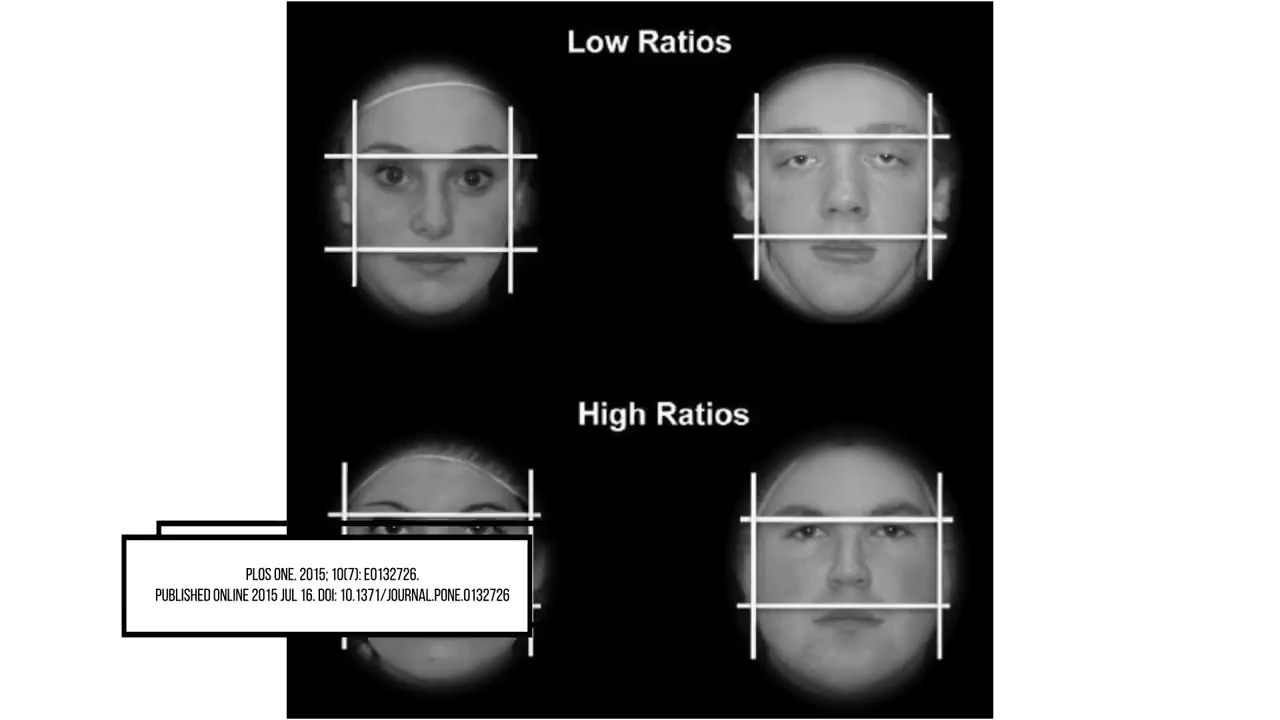 Low Ratios
High Ratios
PLOS ONE. 2015; 10(7): E0132726.
PUBLISHED ONLINE 2015 JUL 16. DOI: 10.1371/JOURNAL.PONE.0132726